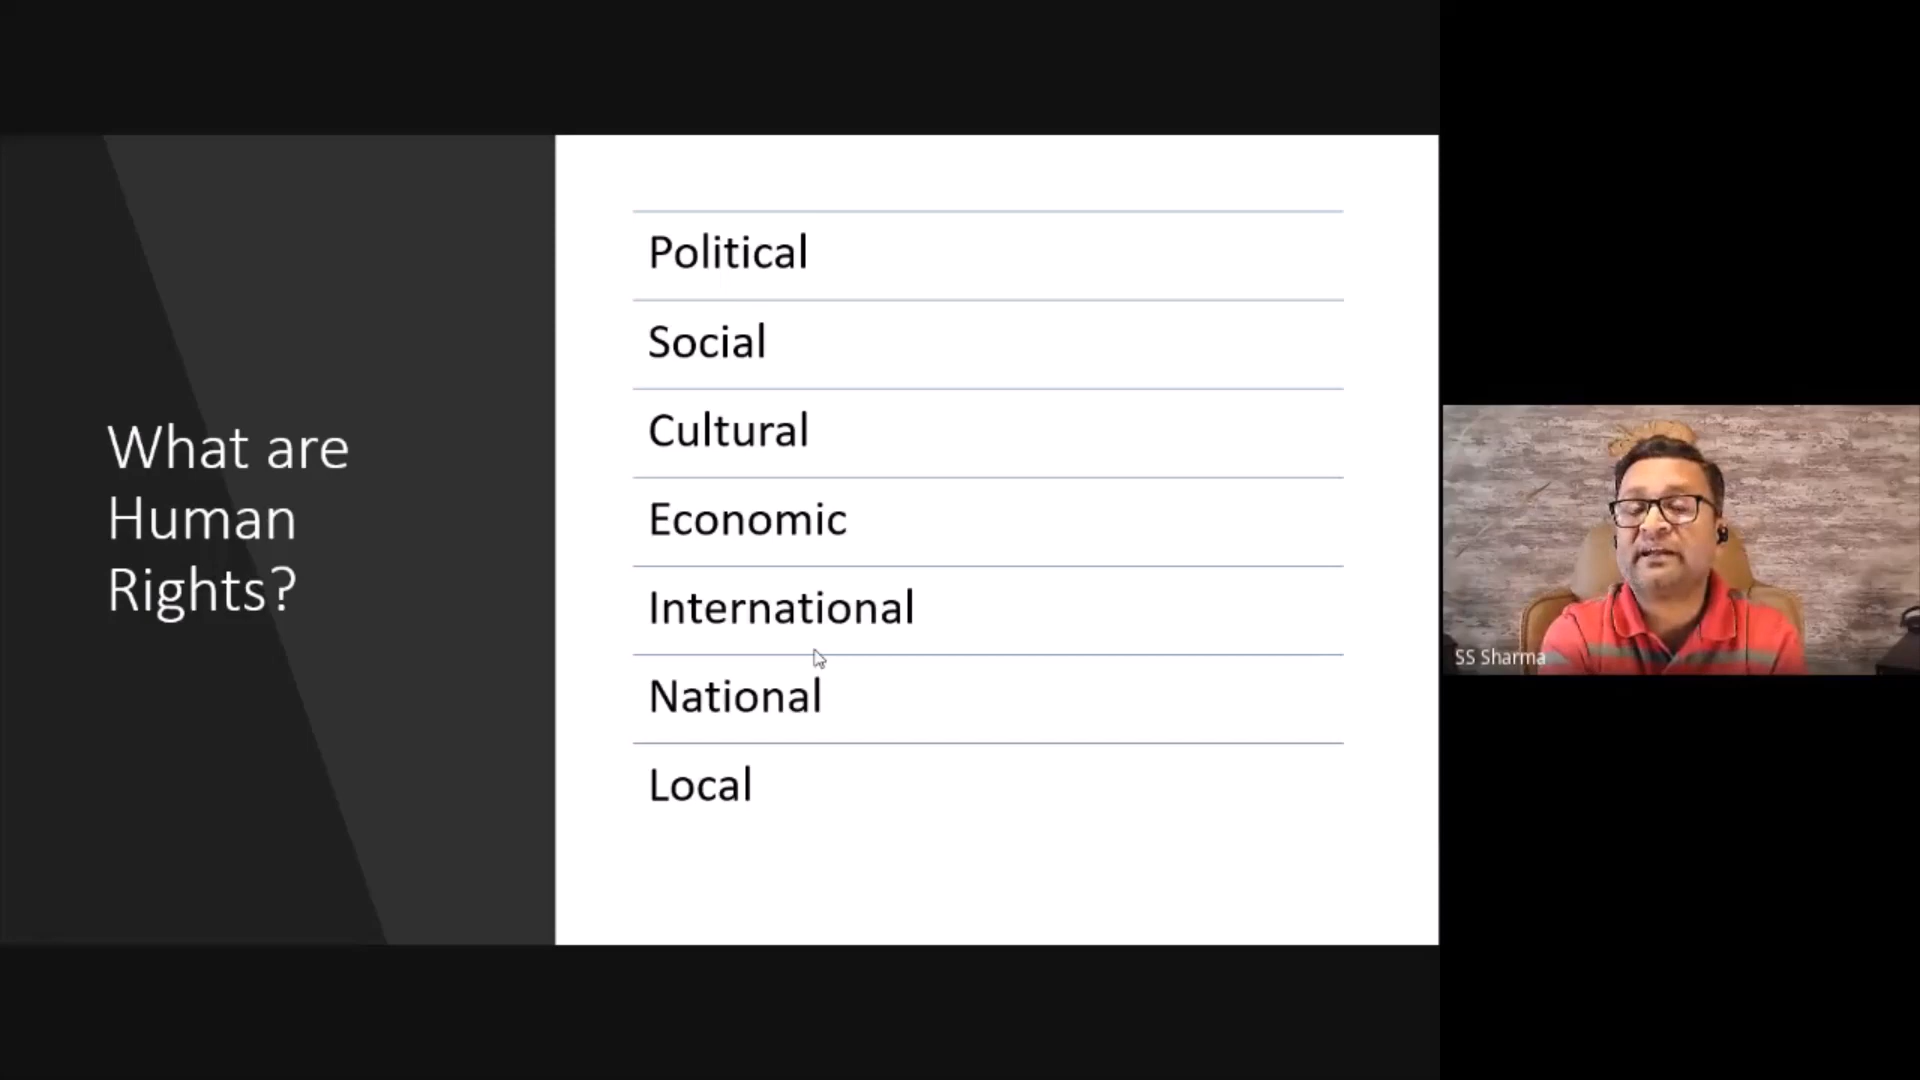 What are
Human
Rights?
Political
Social
Cultural
Economic
International
National
Local
SS Sharma